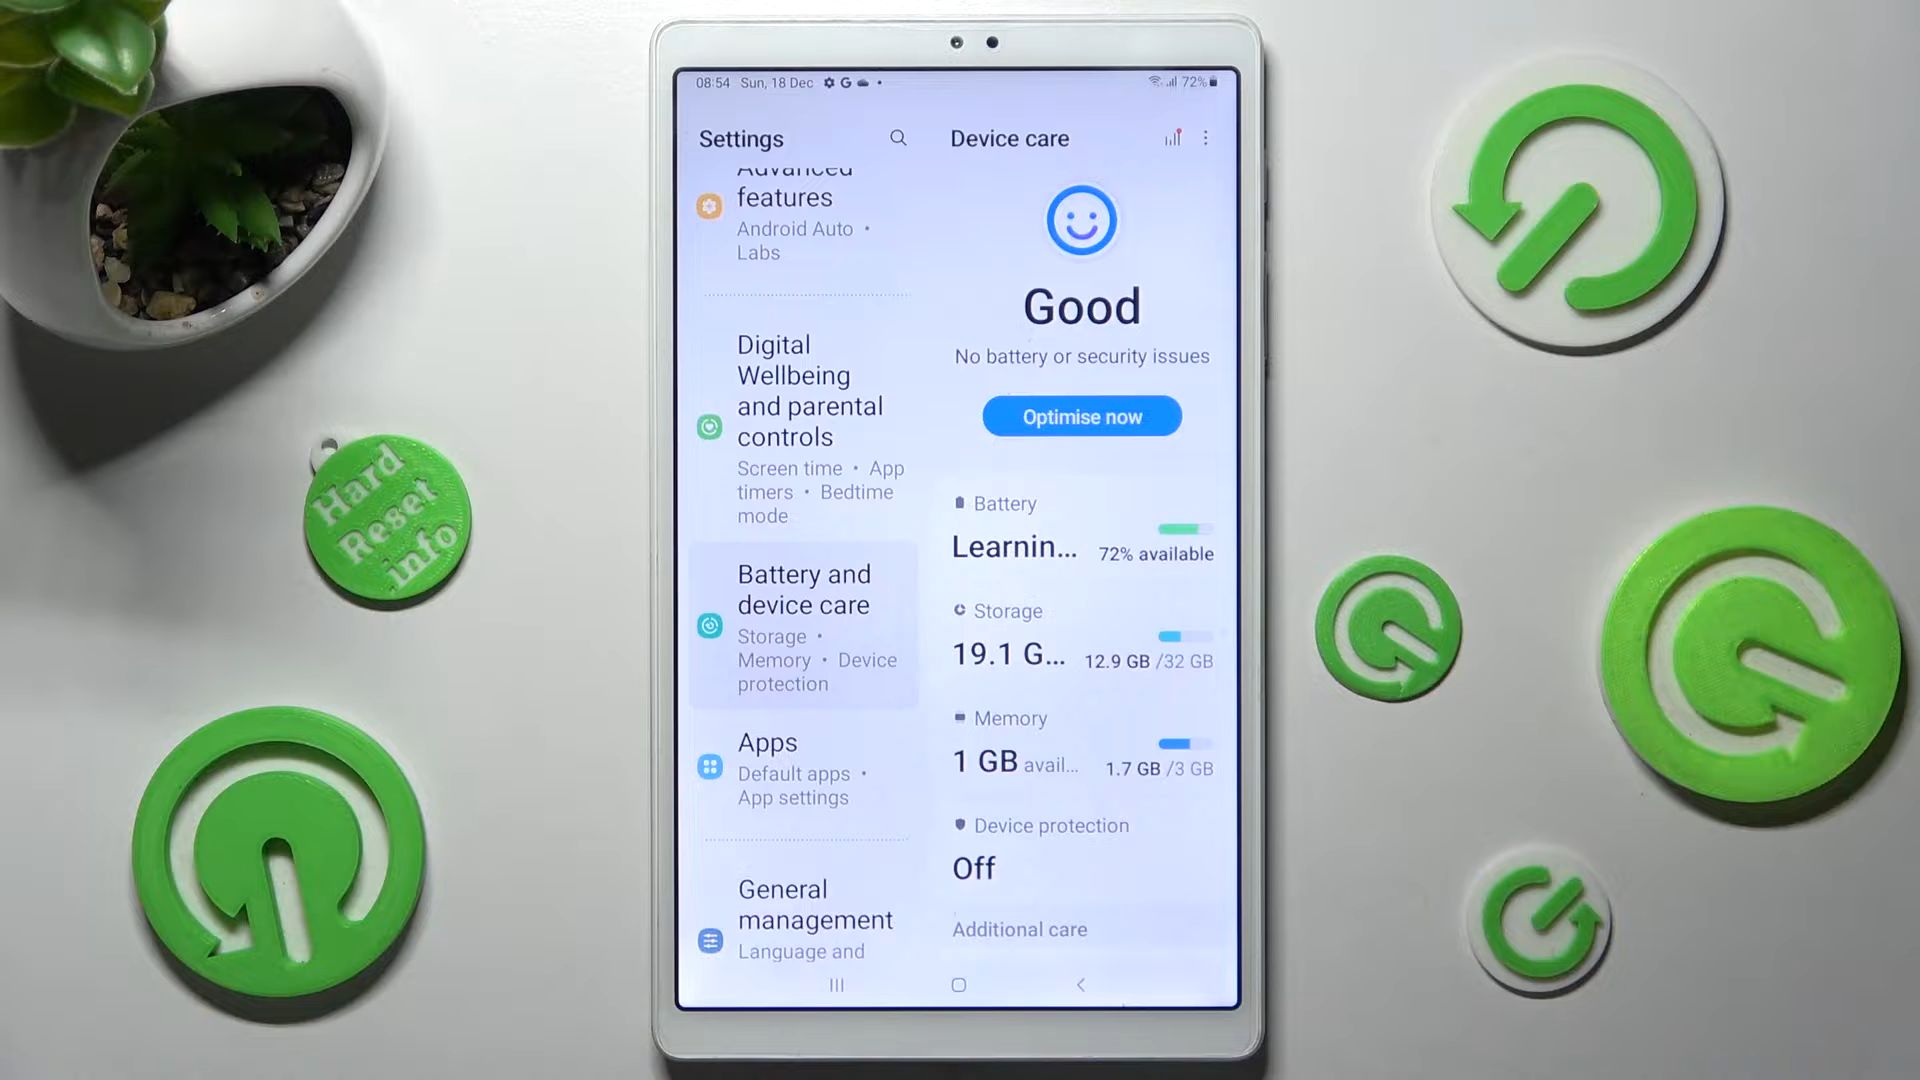 08:54 Sun, 18 Dec G
72%
Settings
features
Android Auto •
Labs
Digital
Wellbeing
and parental
controls
Screen time • App
timers • Bedtime
mode
Battery and
device care
Storage •
Memory • Device
protection
Apps
Default apps •
App settings
General
management
Language and
Device care
Good
No battery or security issues
Optimise now
Battery
Learnin...
72% available
Storage
19.1 G...
12.9 GB /32 GB
Memory
1 GB avail...
1.7 GB /3 GB
Device protection
Off
Additional care
Hard
Reset
info